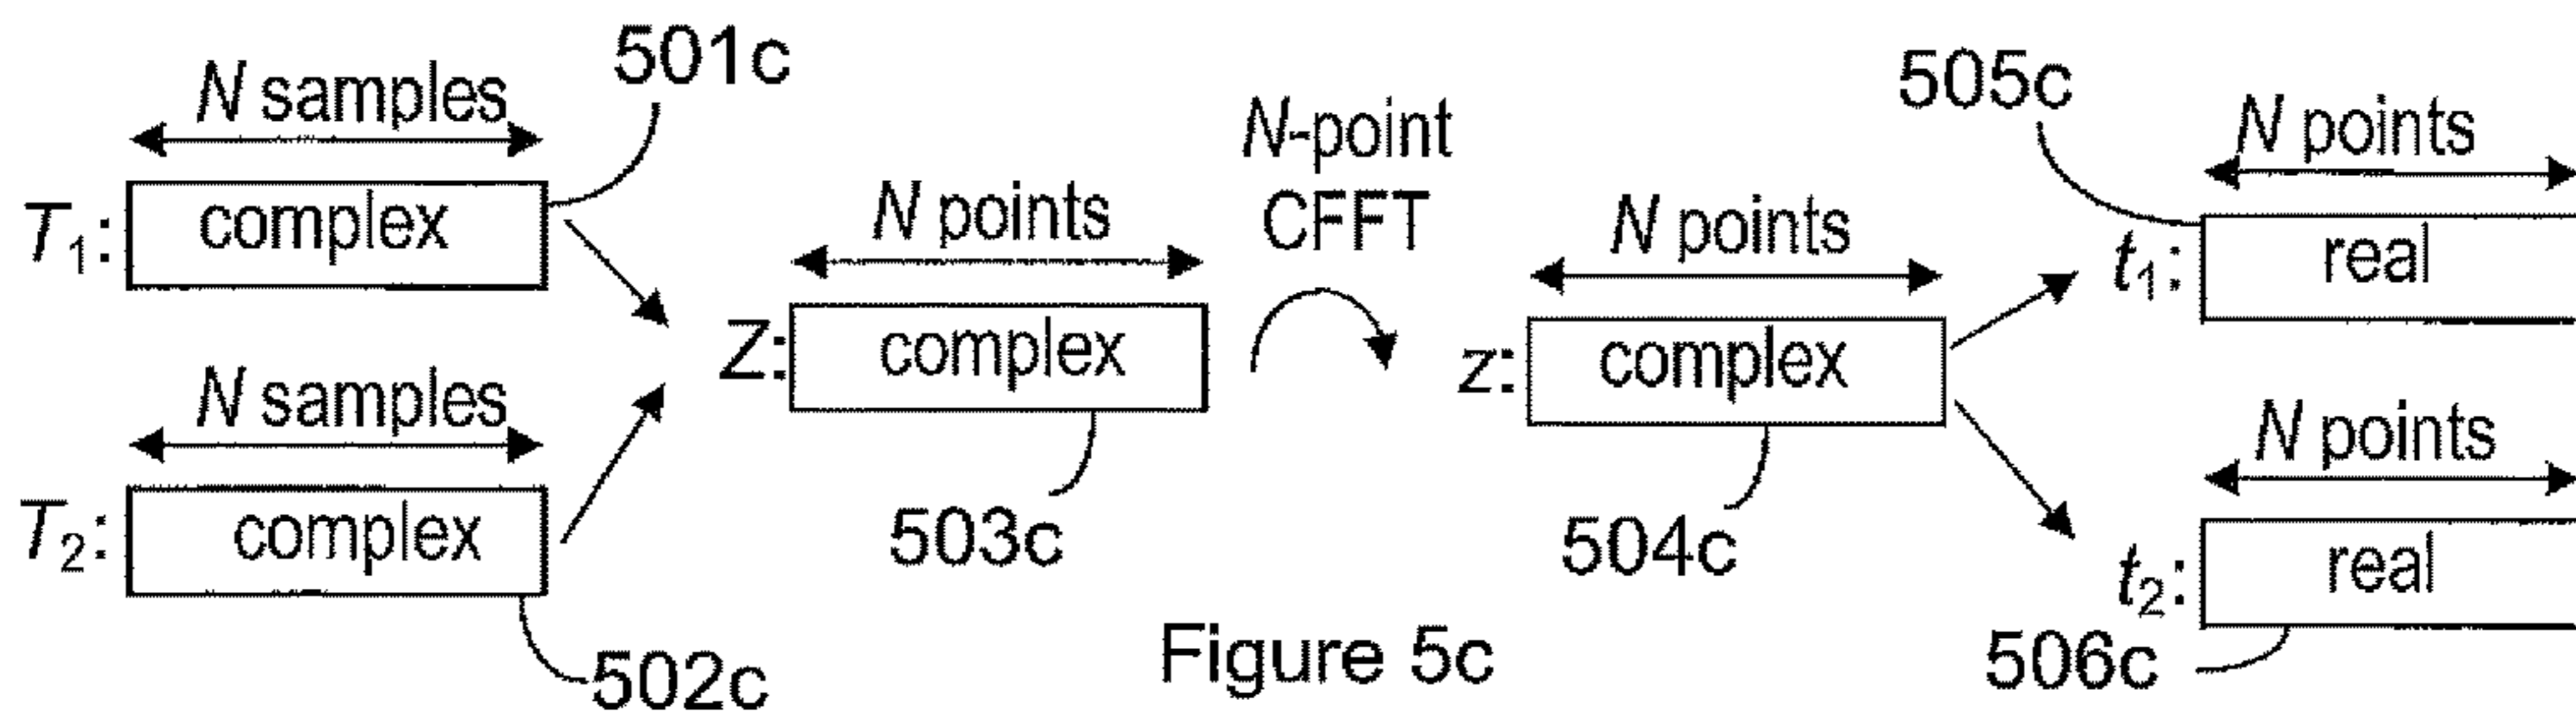 N samples
501c
T1: complex
N samples
T2: complex
502c
N points
Z: complex
503c
N-point
CFFT
N points
z: complex
504c
505c
N points
t1: real
N points
t2: real
506c
Figure 5c